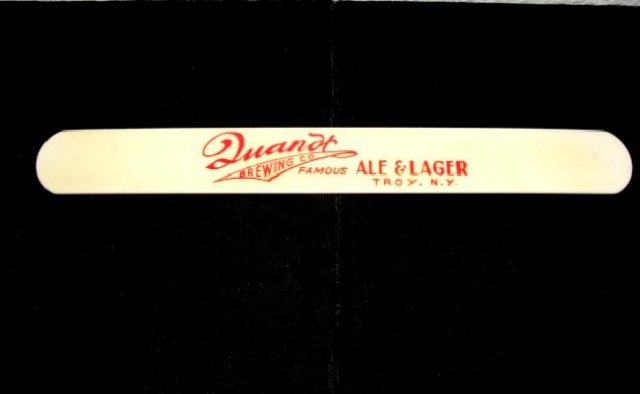 Quandt
BREWING CO
FAMOUS ALE & LAGER
TROY, N.Y.